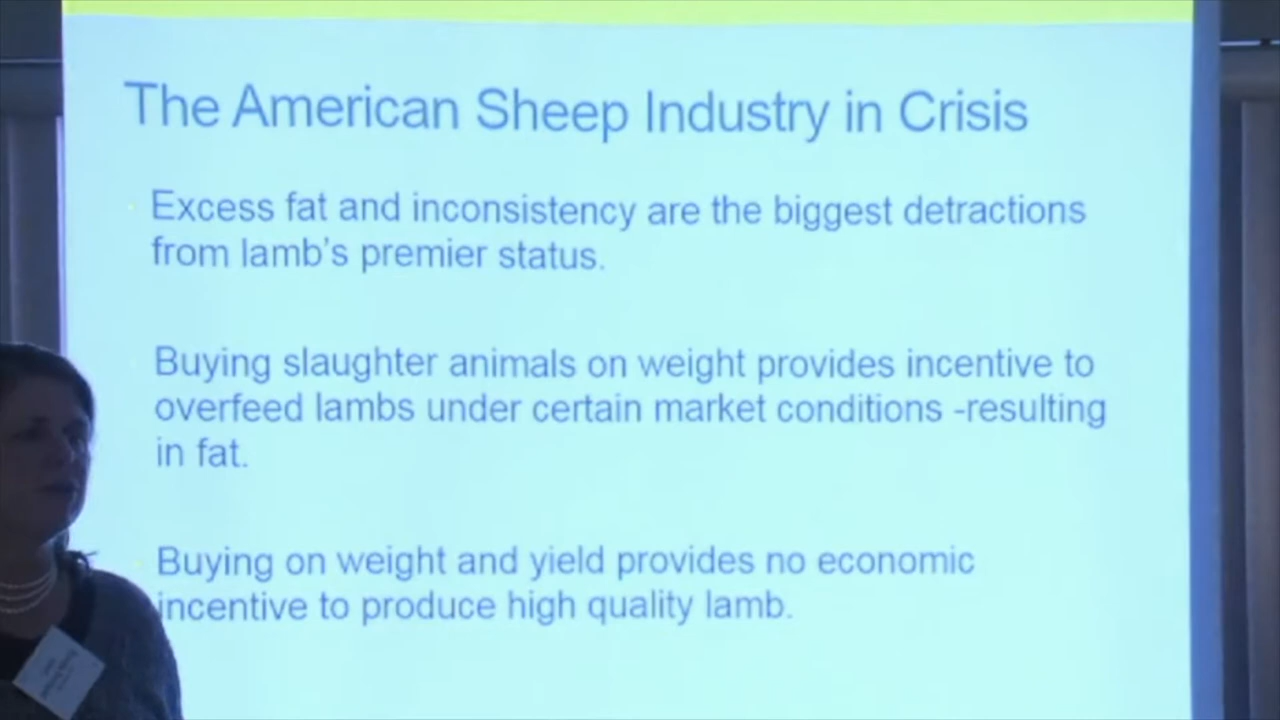 The American Sheep Industry in Crisis
Excess fat and inconsistency are the biggest detractions
from lamb's premier status.
Buying slaughter animals on weight provides incentive to
overfeed lambs under certain market conditions -resulting
in fat.
Buying on weight and yield provides no economic
incentive to produce high quality lamb.